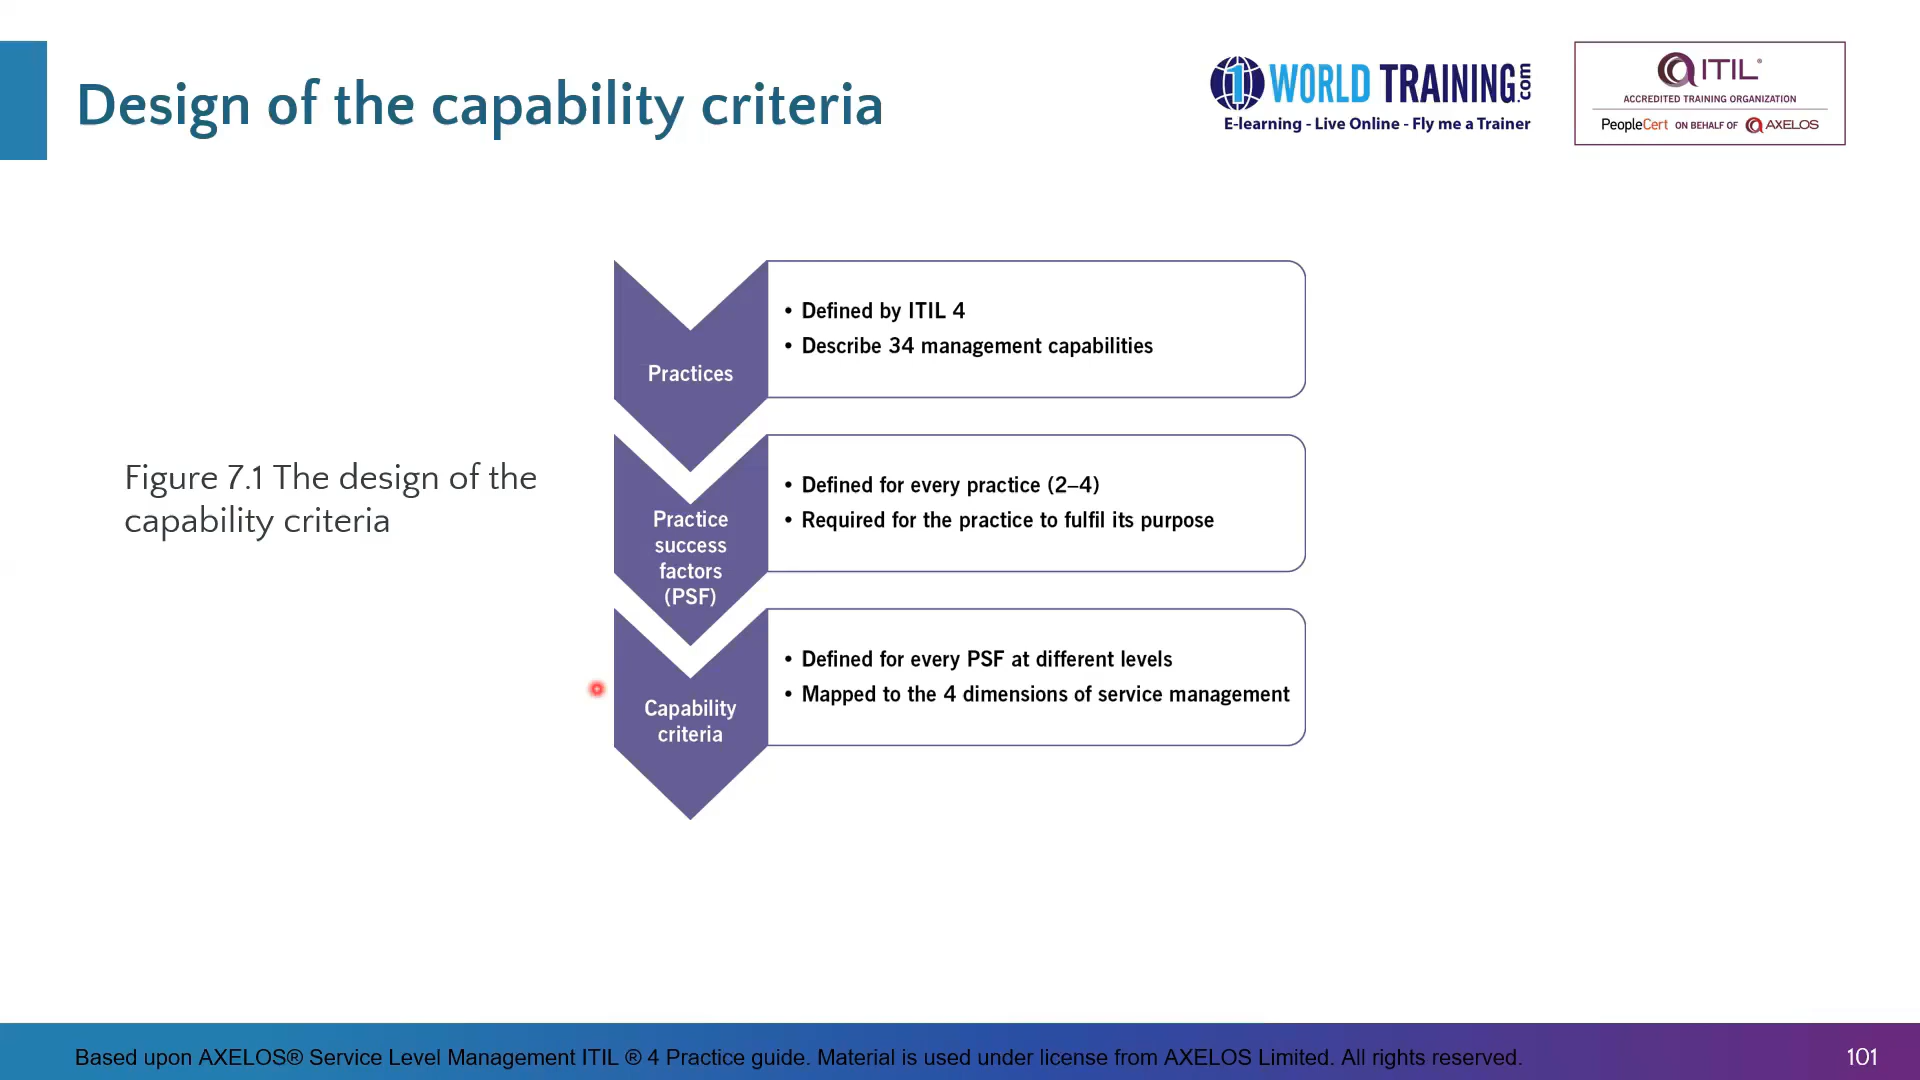 Design of the capability criteria
1 WORLD TRAINING.com
E-learning - Live Online - Fly me a Trainer
ITIL®
ACCREDITED TRAINING ORGANIZATION
PeopleCert ON BEHALF OF AXELOS
Figure 7.1 The design of the
capability criteria
Practices
• Defined by ITIL 4
• Describe 34 management capabilities
Practice
success
factors
(PSF)
• Defined for every practice (2–4)
• Required for the practice to fulfil its purpose
Capability
criteria
• Defined for every PSF at different levels
• Mapped to the 4 dimensions of service management
Based upon AXELOS® Service Level Management ITIL ® 4 Practice guide. Material is used under license from AXELOS Limited. All rights reserved.
101